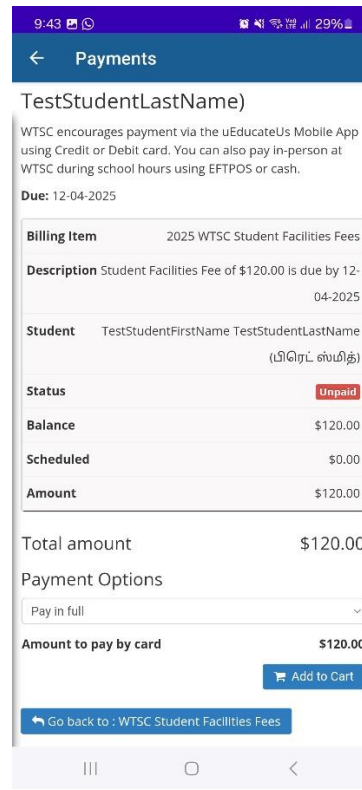 9:43
29%
Payments
TestStudentLastName)
WTSC encourages payment via the uEducateUs Mobile App
using Credit or Debit card. You can also pay in-person at
WTSC during school hours using EFTPOS or cash.
Due: 12-04-2025
Billing Item 2025 WTSC Student Facilities Fees
Description Student Facilities Fee of $120.00 is due by 12-
04-2025
Student TestStudentFirstName TestStudentLastName
(பிரெட் ஸ்மித்)
Status Unpaid
Balance $120.00
Scheduled $0.00
Amount $120.00
Total amount $120.00
Payment Options
Pay in full
Amount to pay by card $120.00
Add to Cart
Go back to : WTSC Student Facilities Fees